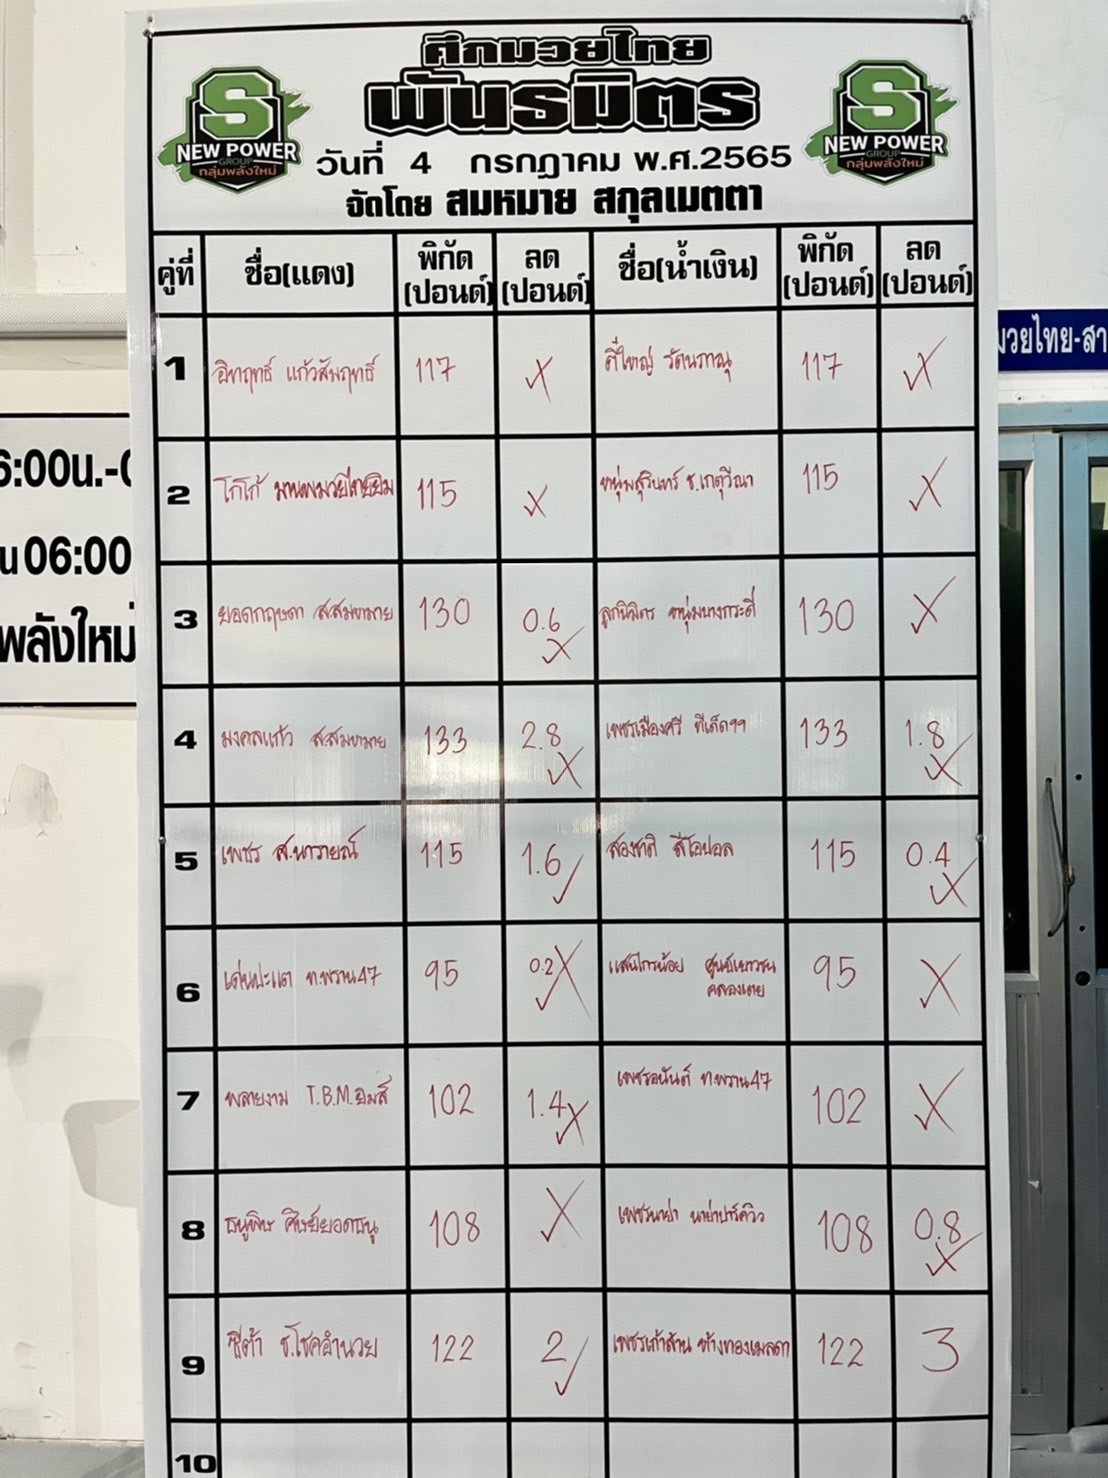 ศึกมวยไทย
พันธมิตร
S NEW POWER GROUP กลุ่มพลังใหม่
S NEW POWER GROUP กลุ่มพลังใหม่
วันที่ 4 กรกฎาคม พ.ศ.2565
จัดโดย สมหมาย สกุลเมตตา
คู่ที่ ชื่อ(แดง) พิกัด (ปอนด์) ลด (ปอนด์) ชื่อ(น้ำเงิน) พิกัด (ปอนด์) ลด (ปอนด์)
1 อิทฤทธิ์ แก้วสัมฤทธิ์ 117 ตี๋ใหญ่ รัตนภาณุ 117
2 โกโก้ มวยไทยยิม 115 หนุ่มสุรินทร์ ช.เกตุวีณา 115
3 ยอดกฤษดา ส.สมหมาย 130 0.6 ลูกนิมิตร หนุ่มบางกระดี่ 130
4 มงคลแก้ว ส.สมหมาย 133 2.8 เพชรเมืองศรี ทีเด็ด99 133 1.8
5 เพชร ส.นารายณ์ 115 1.6 สองชาติ สีโอปอล 115 0.4
6 เด่นปะแต ท.พราน47 95 0.2 แสนไกรน้อย ศูนย์เยาวชน คลองเตย 95
7 พลายงาม T.B.M.ยิมส์ 102 1.4 เพชรอนันต์ ท.พราน47 102
8 ธนูพิษ ศิษย์ยอดธนู 108 เพชรนาย่า นาย่าปาร์ควิว 108 0.8
9 ซีต้า ช.โชคอำนวย 122 2 เพชรเก้าล้าน ห้างทองเมลดา 122 3
10
6:00น.-
น 06:00
พลังใหม่
มวยไทย-สา